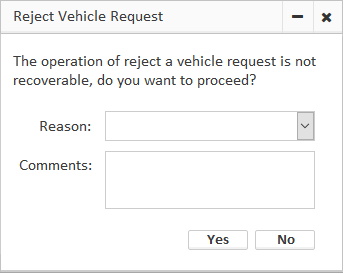 Reject Vehicle Request
The operation of reject a vehicle request is not
recoverable, do you want to proceed?
Reason:
Comments:
Yes No